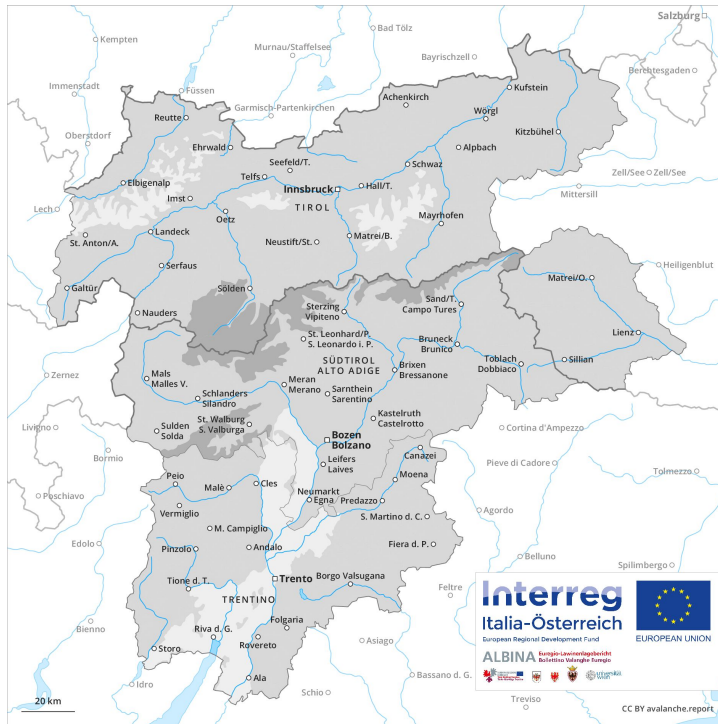 Salzburg
Kempten
Bad Tölz
Murnau/Staffelsee
Bayrischzell
Berchtesgaden
Immenstadt
Füssen
Kufstein
Achenkirch
Garmisch-Partenkirchen
Reutte
Wörgl
Oberstdorf
Kitzbühel
Ehrwald
Alpbach
Seefeld/T.
Schwaz
Telfs
Zell/See
Zell/See
Elbigenalp
Innsbruck
Hall/T.
Mittersill
Imst
TIROL
Lech
Oetz
Mayrhofen
Landeck
Matrei/B.
St. Anton/A.
Neustift/St.
Serfaus
Heiligenblut
Matrei/O.
Galtür
Sölden
Sand/T.
Campo Tures
Sterzing
Vipiteno
Nauders
Lienz
St. Leonhard/P.
S. Leonardo i. P.
Bruneck
Brunico
Toblach
Dobbiaco
Sillian
SÜDTIROL
ALTO ADIGE
Brixen
Bressanone
Zernez
Mals
Malles V.
Meran
Merano
Sarnthein
Sarentino
Schlanders
Silandro
St. Walburg
S. Valburga
Kastelruth
Castelrotto
Livigno
Sulden
Solda
Cortina d'Ampezzo
Bozen
Bolzano
Bormio
Canazei
Leifers
Laives
Pieve di Cadore
Tolmezzo
Moena
Peio
Malè
Cles
Neumarkt
Egna
Predazzo
Poschiavo
Vermiglio
S. Martino d. C.
Agordo
M. Campiglio
Edolo
Pinzolo
Andalo
Fiera d. P.
Belluno
Spilimbergo
Tione d. T.
Trento
Borgo Valsugana
Feltre
TRENTINO
Folgaria
Bienno
Riva d. G.
Rovereto
Asiago
Storo
Ala
Idro
Schio
Bassano d. G.
Treviso
Interreg
Italia-Österreich
European Regional Development Fund
EUROPEAN UNION
ALBINA
Euregio-Lawinenlagebericht
Bollettino Valanghe Euregio
20 km
CC BY avalanche.report